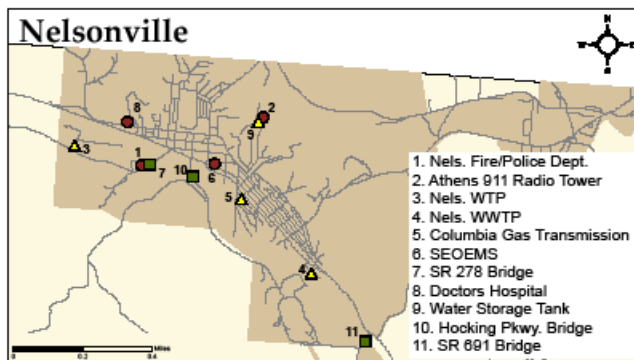 Nelsonville
N
W E
S
8
2
9
3
1
7
10
6
5
4
11
1. Nels. Fire/Police Dept.
2. Athens 911 Radio Tower
3. Nels. WTP
4. Nels. WWTP
5. Columbia Gas Transmission
6. SEOEMS
7. SR 278 Bridge
8. Doctors Hospital
9. Water Storage Tank
10. Hocking Pkwy. Bridge
11. SR 691 Bridge
Miles
0 0.2 0.4